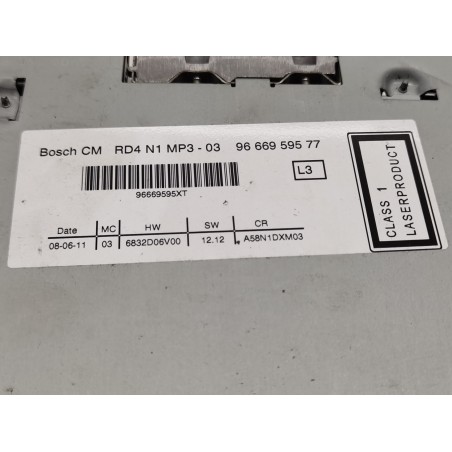 Bosch CM RD4 N1 MP3 - 03 96 669 595 77
L3
96669595XT
Date MC HW SW CR
08-06-11 03 6832D06V00 12.12 A58N1DXM03
CLASS 1
LASERPRODUCT